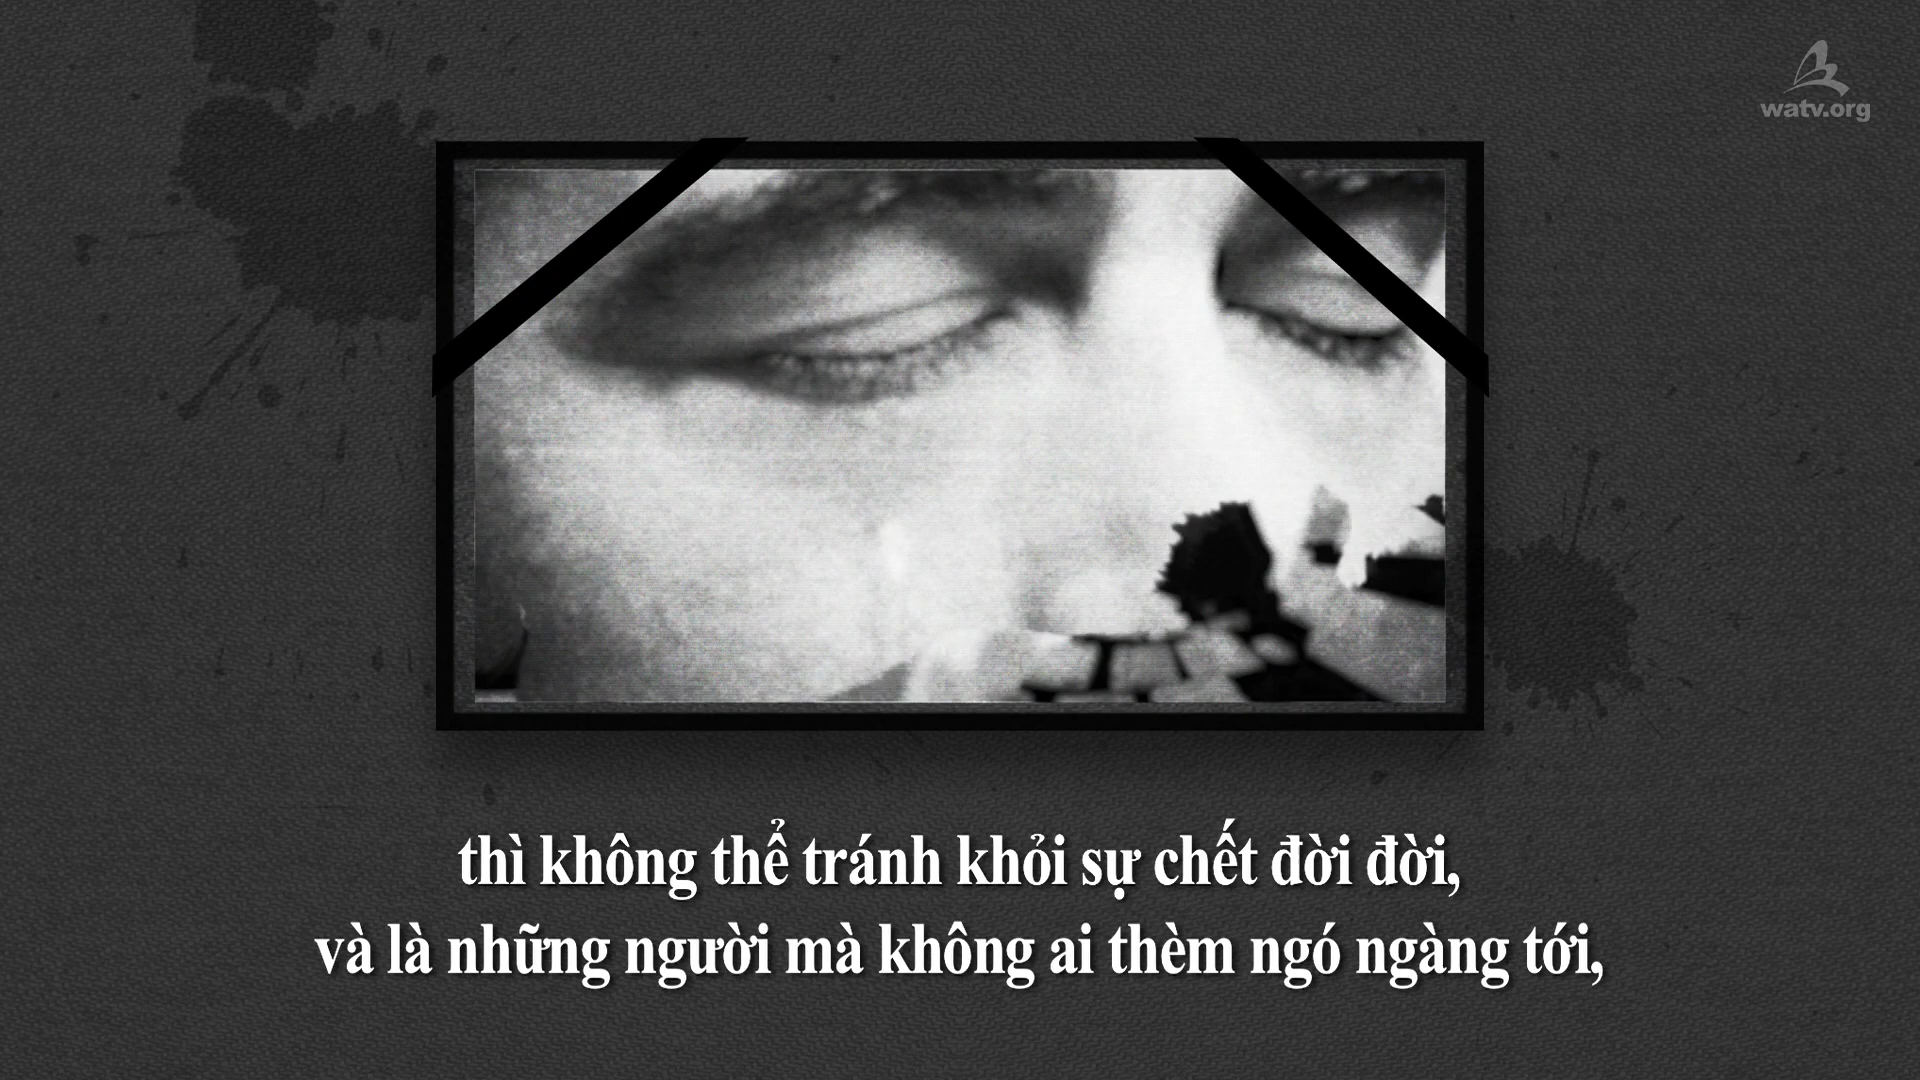 watv.org
thì không thể tránh khỏi sự chết đời đời,
và là những người mà không ai thèm ngó ngàng tới,